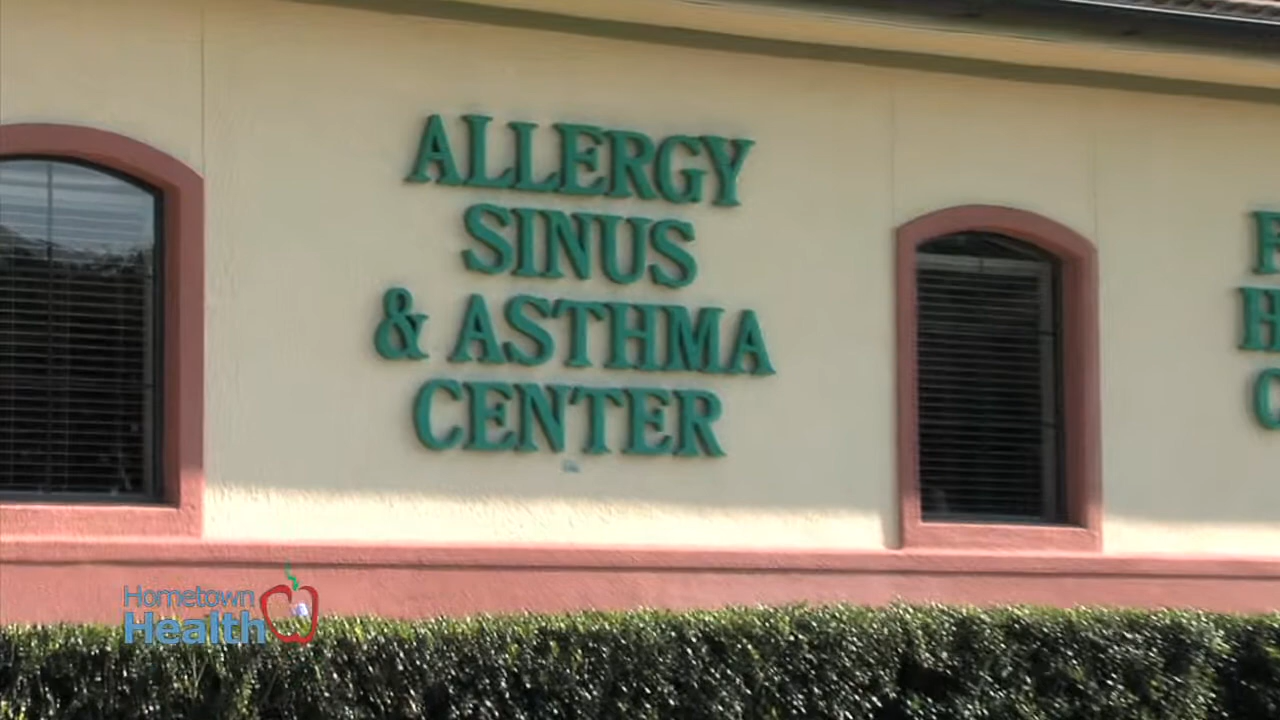 ALLERGY
SINUS
& ASTHMA
CENTER
H
C
Hometown
Health